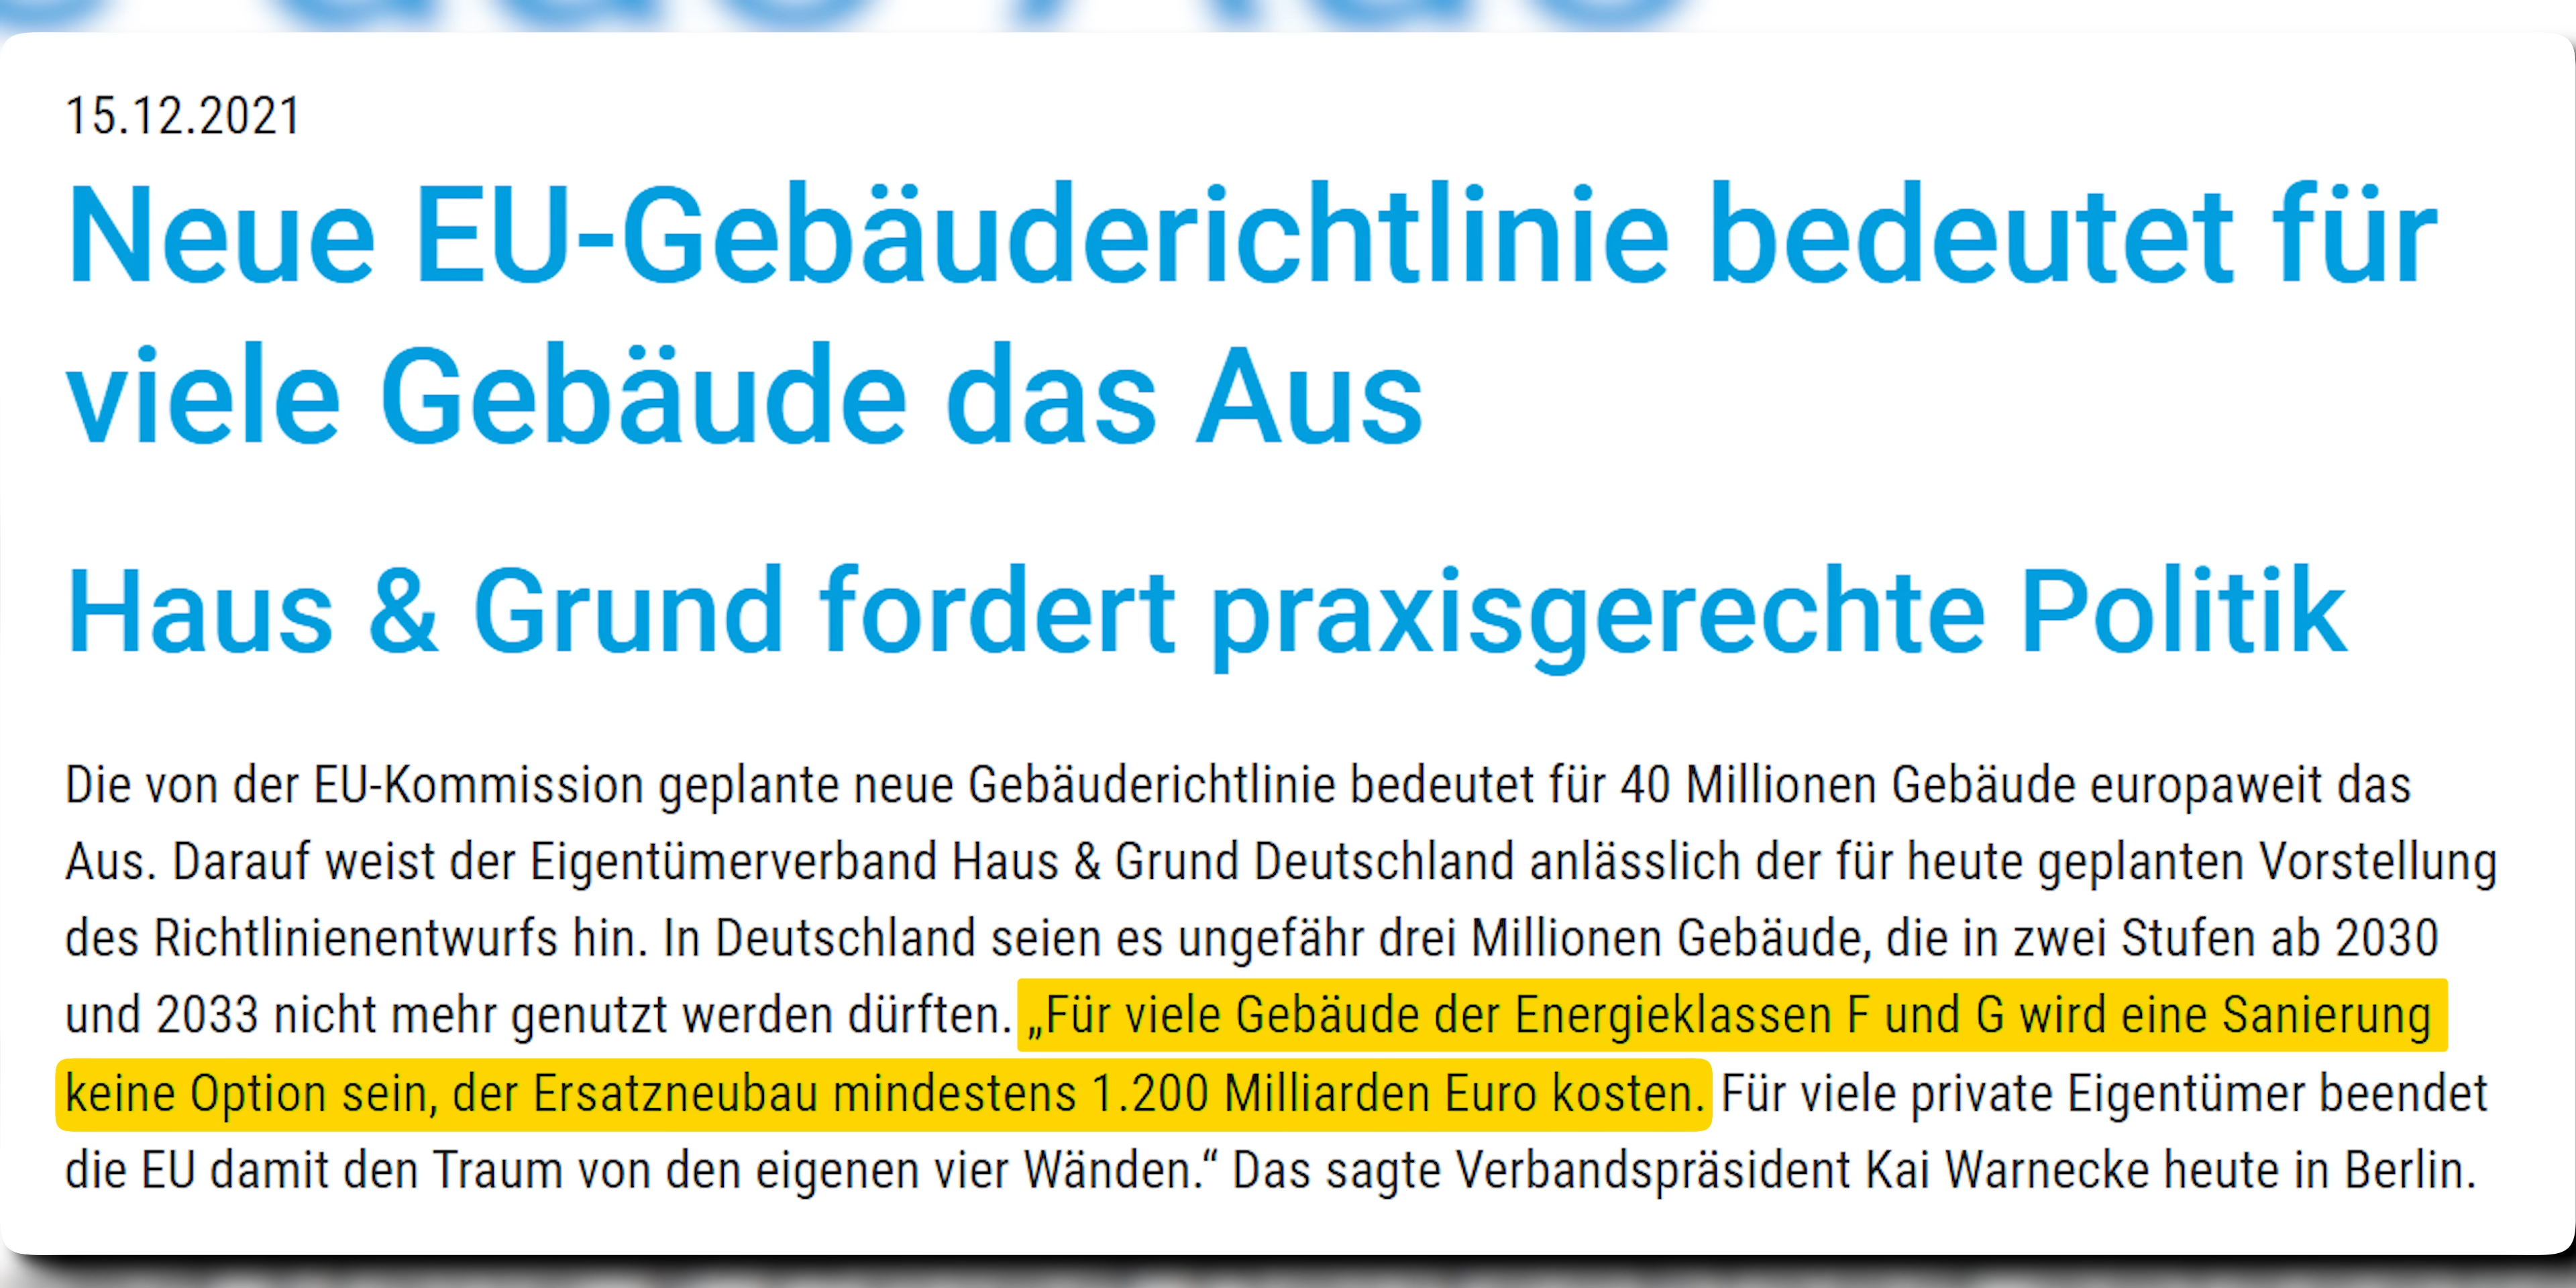 15.12.2021
Neue EU-Gebäuderichtlinie bedeutet für
viele Gebäude das Aus
Haus & Grund fordert praxisgerechte Politik
Die von der EU-Kommission geplante neue Gebäuderichtlinie bedeutet für 40 Millionen Gebäude europaweit das
Aus. Darauf weist der Eigentümerverband Haus & Grund Deutschland anlässlich der für heute geplanten Vorstellung
des Richtlinienentwurfs hin. In Deutschland seien es ungefähr drei Millionen Gebäude, die in zwei Stufen ab 2030
und 2033 nicht mehr genutzt werden dürften. „Für viele Gebäude der Energieklassen F und G wird eine Sanierung
keine Option sein, der Ersatzneubau mindestens 1.200 Milliarden Euro kosten. Für viele private Eigentümer beendet
die EU damit den Traum von den eigenen vier Wänden.“ Das sagte Verbandspräsident Kai Warnecke heute in Berlin.